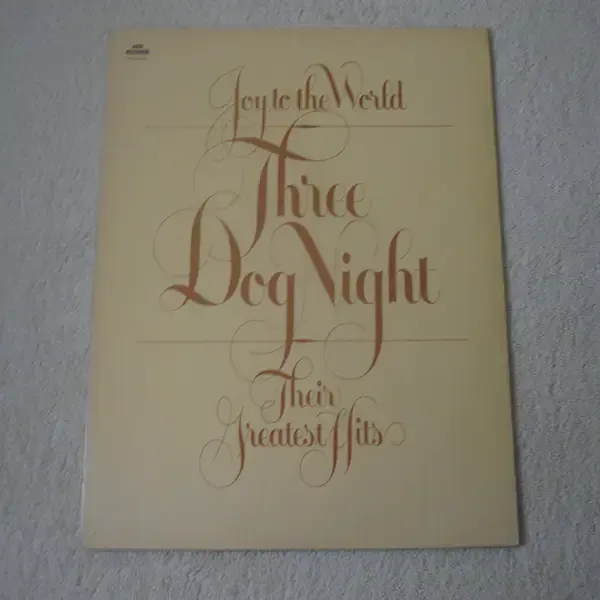 Joy to the World
Three
Dog Night
Their
Greatest Hits